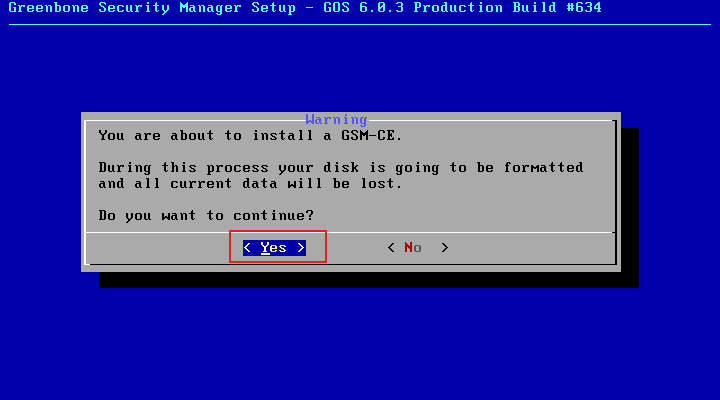 Greenbone Security Manager Setup - GOS 6.0.3 Production Build #634
Warning
You are about to install a GSM-CE.
During this process your disk is going to be formatted
and all current data will be lost.
Do you want to continue?
< Yes > < No >